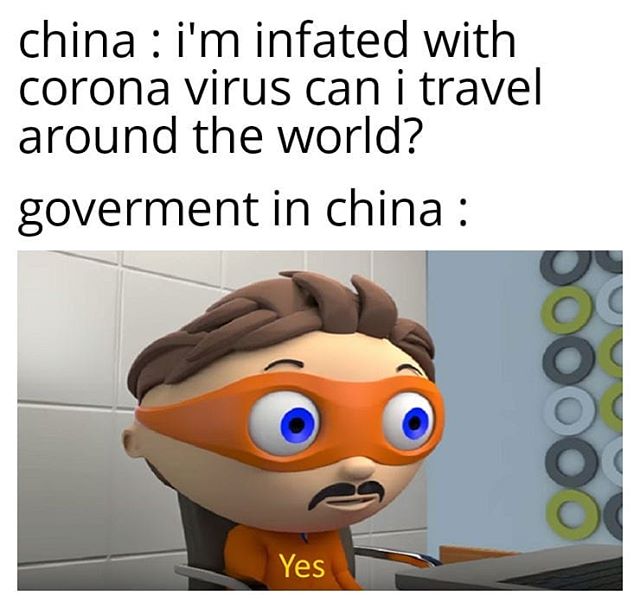 china : i'm infated with
corona virus can i travel
around the world?
goverment in china :
Yes